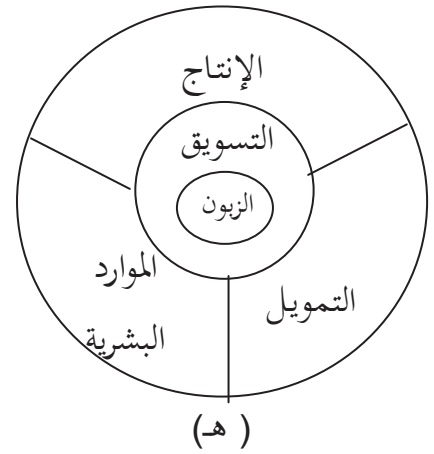 الإنتاج
التسويق
الزبون
الموارد
البشرية
التمويل
( هـ)